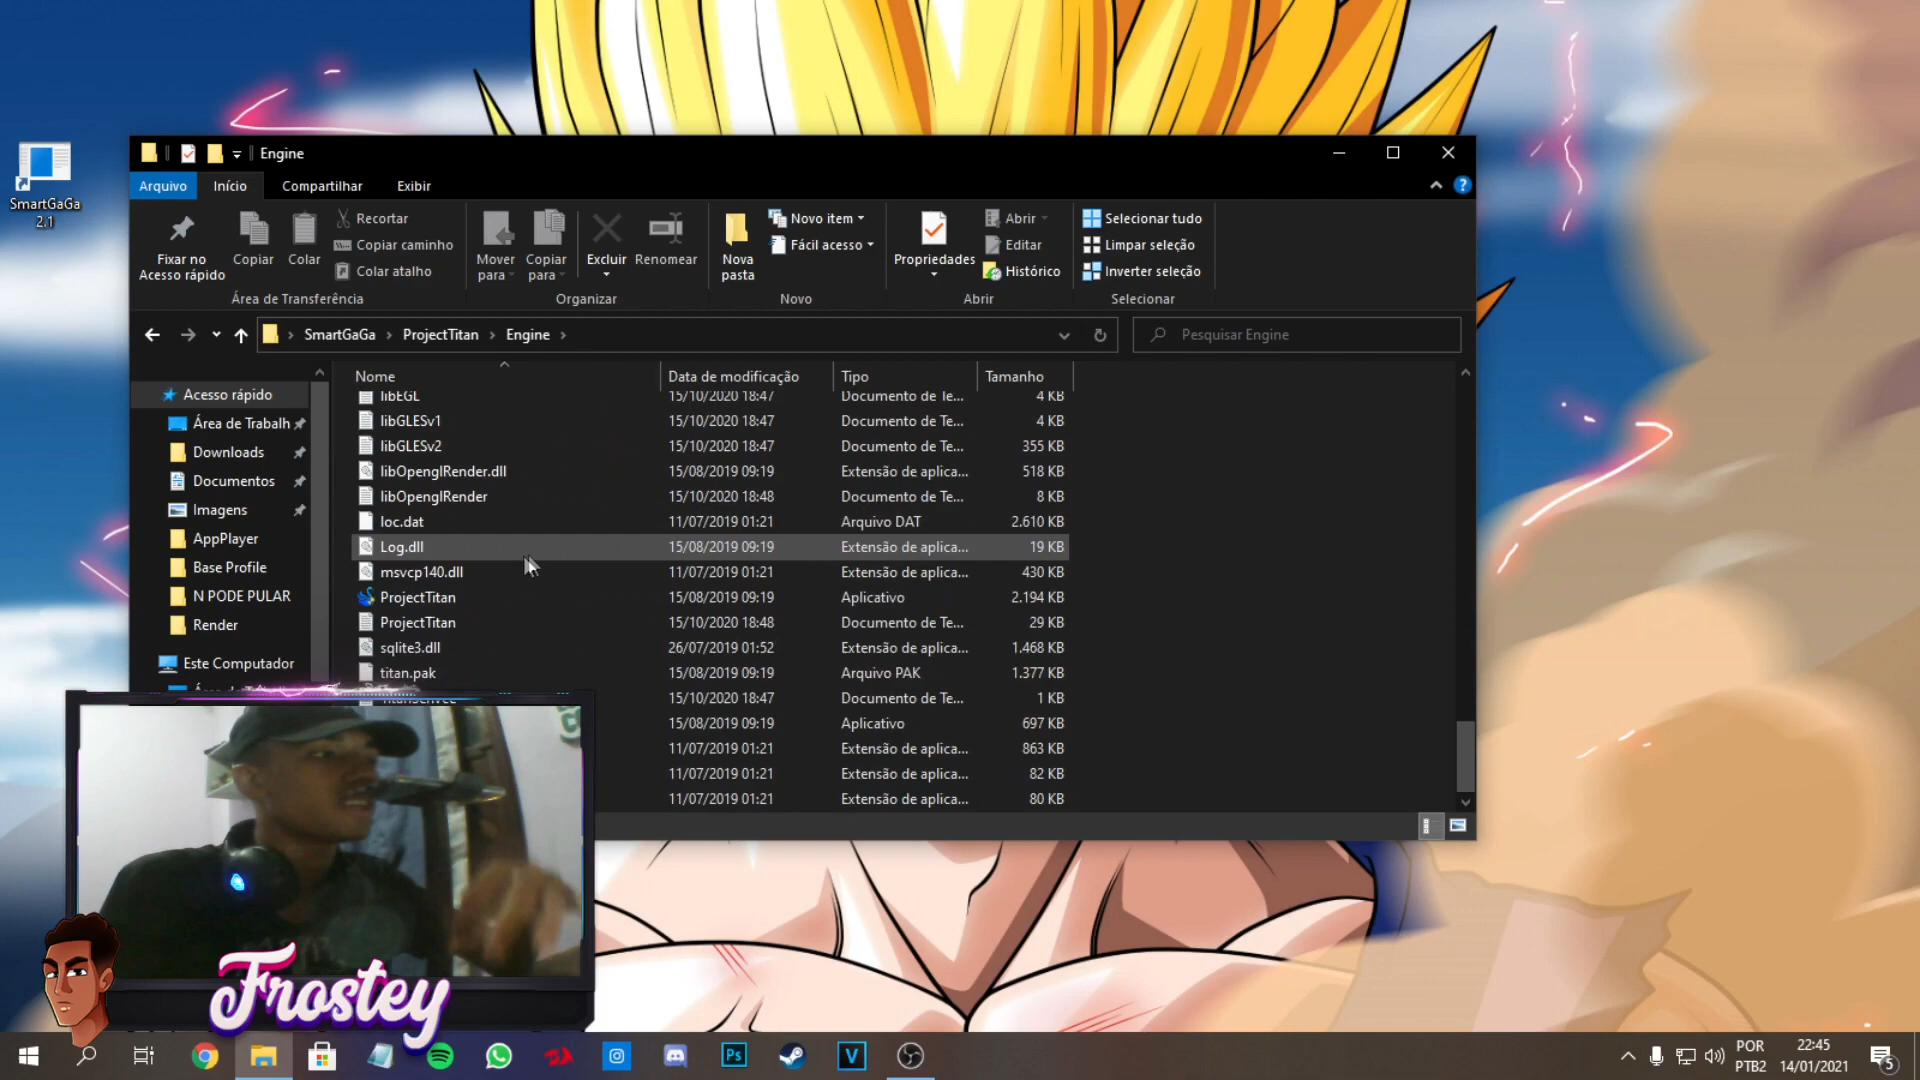 SmartGaGa
2.1
Engine
Arquivo Início Compartilhar Exibir
Fixar no
Acesso rápido
Copiar
Colar
Recortar
Copiar caminho
Colar atalho
Área de Transferência
Mover
para
Copiar
para
Excluir
Renomear
Organizar
Nova
pasta
Novo item
Fácil acesso
Novo
Propriedades
Abrir
Editar
Histórico
Abrir
Selecionar tudo
Limpar seleção
Inverter seleção
Selecionar
SmartGaGa > ProjectTitan > Engine >
Pesquisar Engine
Acesso rápido
Área de Trabalh
Downloads
Documentos
Imagens
AppPlayer
Base Profile
N PODE PULAR
Render
Este Computador
Nome Data de modificação Tipo Tamanho
libEGL 15/10/2020 18:47 Documento de Te... 4 KB
libGLESv1 15/10/2020 18:47 Documento de Te... 4 KB
libGLESv2 15/10/2020 18:47 Documento de Te... 355 KB
libOpenglRender.dll 15/08/2019 09:19 Extensão de aplica... 518 KB
libOpenglRender 15/10/2020 18:48 Documento de Te... 8 KB
loc.dat 11/07/2019 01:21 Arquivo DAT 2.610 KB
Log.dll 15/08/2019 09:19 Extensão de aplica... 19 KB
msvcp140.dll 11/07/2019 01:21 Extensão de aplica... 430 KB
ProjectTitan 15/08/2019 09:19 Aplicativo 2.194 KB
ProjectTitan 15/10/2020 18:48 Documento de Te... 29 KB
sqlite3.dll 26/07/2019 01:52 Extensão de aplica... 1.468 KB
titan.pak 15/08/2019 09:19 Arquivo PAK 1.377 KB
15/10/2020 18:47 Documento de Te... 1 KB
15/08/2019 09:19 Aplicativo 697 KB
11/07/2019 01:21 Extensão de aplica... 863 KB
11/07/2019 01:21 Extensão de aplica... 82 KB
11/07/2019 01:21 Extensão de aplica... 80 KB
Frostey
Ps
V
POR
PTB2
22:45
14/01/2021
5